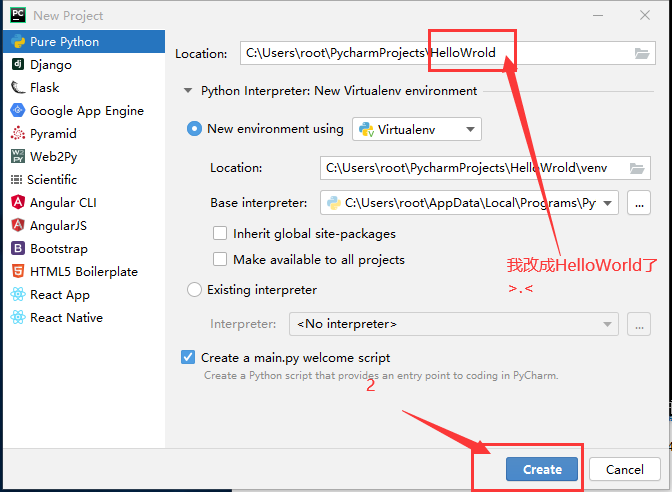 New Project
Pure Python
Django
Flask
Google App Engine
Pyramid
Web2Py
Scientific
Angular CLI
AngularJS
Bootstrap
HTML5 Boilerplate
React App
React Native
Location: C:\Users\root\PycharmProjects\HelloWrold
Python Interpreter: New Virtualenv environment
New environment using Virtualenv
Location: C:\Users\root\PycharmProjects\HelloWrold\venv
Base interpreter: C:\Users\root\AppData\Local\Programs\Py ...
Inherit global site-packages
Make available to all projects
我改成HelloWorld了
>.<
Existing interpreter
Interpreter: <No interpreter> ...
Create a main.py welcome script
Create a Python script that provides an entry point to coding in PyCharm.
2
Create Cancel